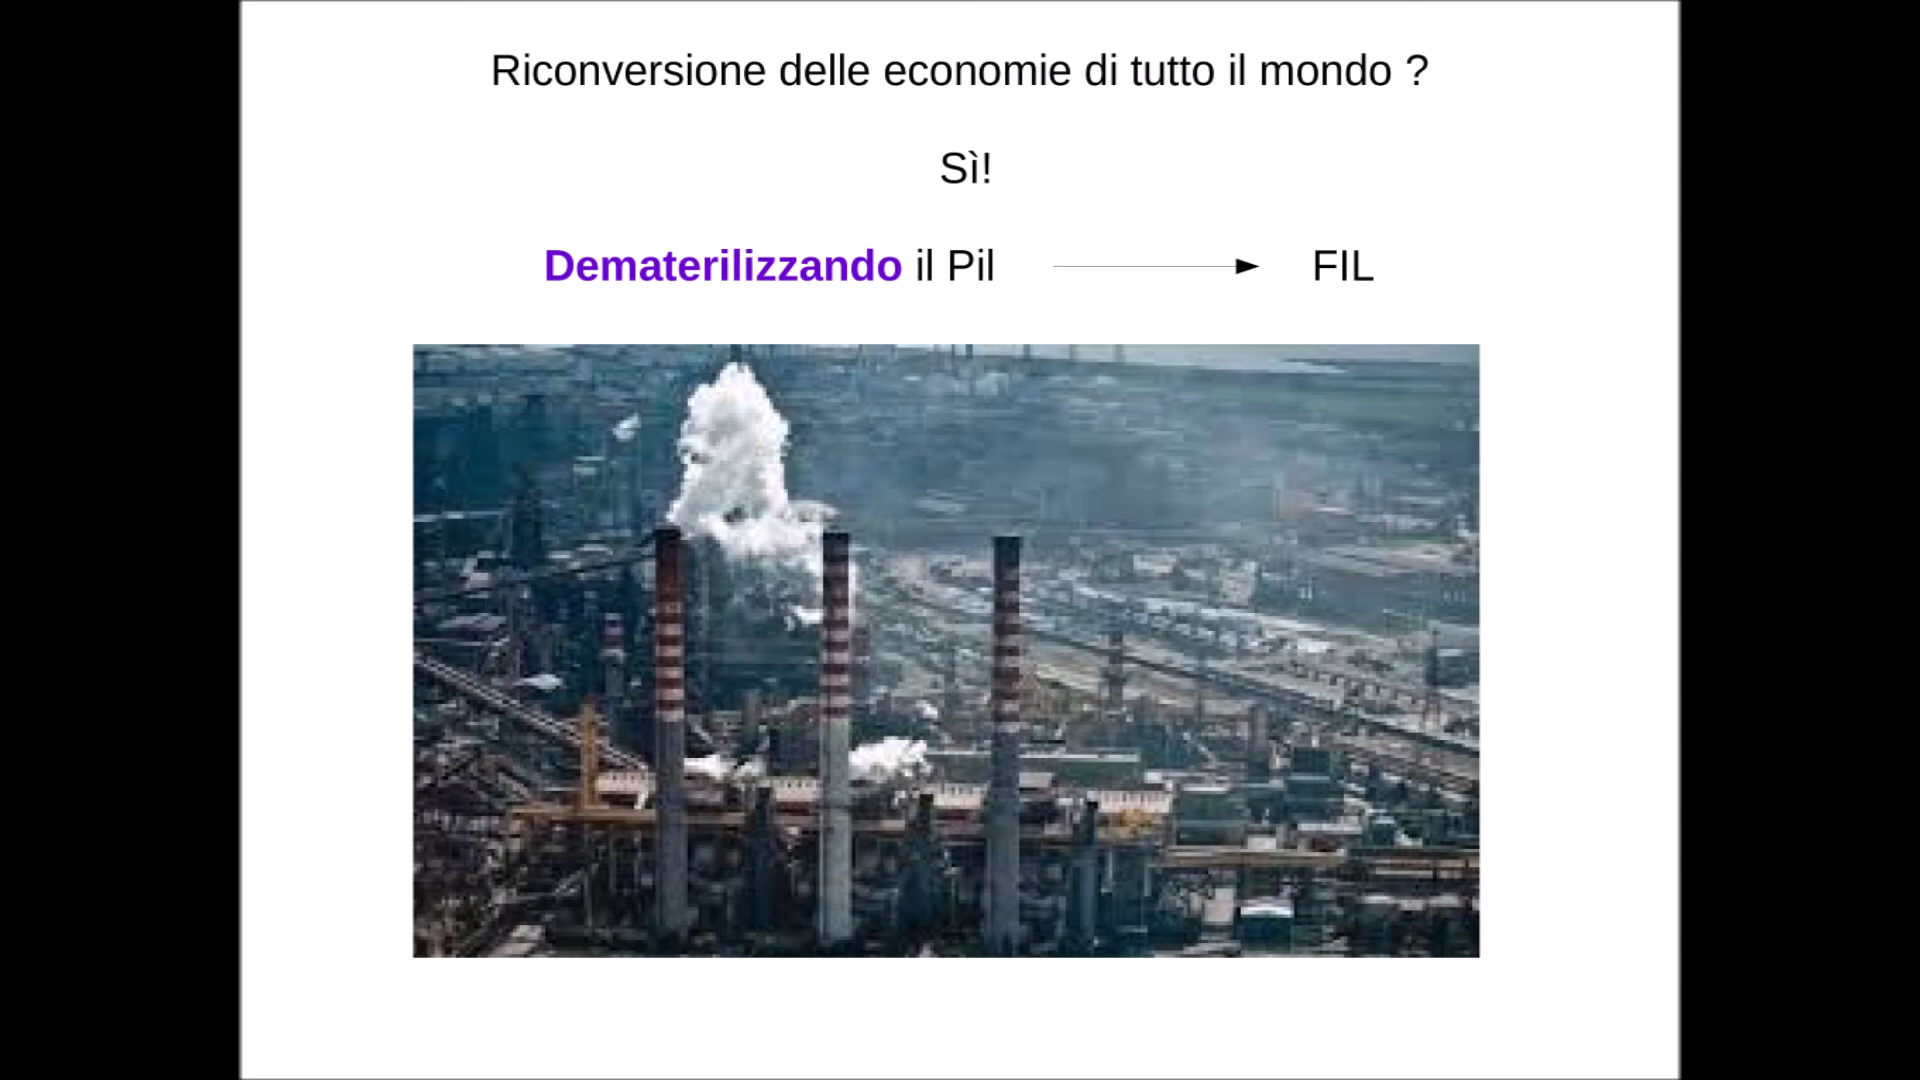 Riconversione delle economie di tutto il mondo ?
Sì!
Dematerilizzando il Pil FIL